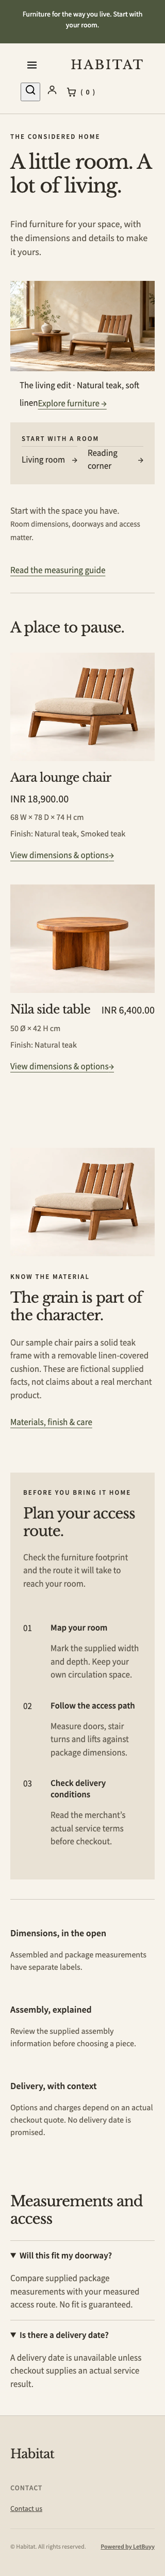 Furniture for the way you live. Start with
your room.
HABITAT
( 0 )
THE CONSIDERED HOME
A little room. A
lot of living.
Find furniture for your space, with
the dimensions and details to make
it yours.
The living edit · Natural teak, soft
linenExplore furniture →
START WITH A ROOM
Living room →
Reading
corner →
Start with the space you have.
Room dimensions, doorways and access
matter.
Read the measuring guide
A place to pause.
Aara lounge chair
INR 18,900.00
68 W × 78 D × 74 H cm
Finish: Natural teak, Smoked teak
View dimensions & options→
Nila side table INR 6,400.00
50 Ø × 42 H cm
Finish: Natural teak
View dimensions & options→
KNOW THE MATERIAL
The grain is part of
the character.
Our sample chair pairs a solid teak
frame with a removable linen-covered
cushion. These are fictional supplied
facts, not claims about a real merchant
product.
Materials, finish & care
BEFORE YOU BRING IT HOME
Plan your access
route.
Check the furniture footprint
and the route it will take to
reach your room.
01 Map your room
Mark the supplied width
and depth. Keep your
own circulation space.
02 Follow the access path
Measure doors, stair
turns and lifts against
package dimensions.
03 Check delivery
conditions
Read the merchant's
actual service terms
before checkout.
Dimensions, in the open
Assembled and package measurements
have separate labels.
Assembly, explained
Review the supplied assembly
information before choosing a piece.
Delivery, with context
Options and charges depend on an actual
checkout quote. No delivery date is
promised.
Measurements and
access
▼ Will this fit my doorway?
Compare supplied package
measurements with your measured
access route. No fit is guaranteed.
▼ Is there a delivery date?
A delivery date is unavailable unless
checkout supplies an actual service
result.
Habitat
CONTACT
Contact us
© Habitat. All rights reserved. Powered by LetBuvy